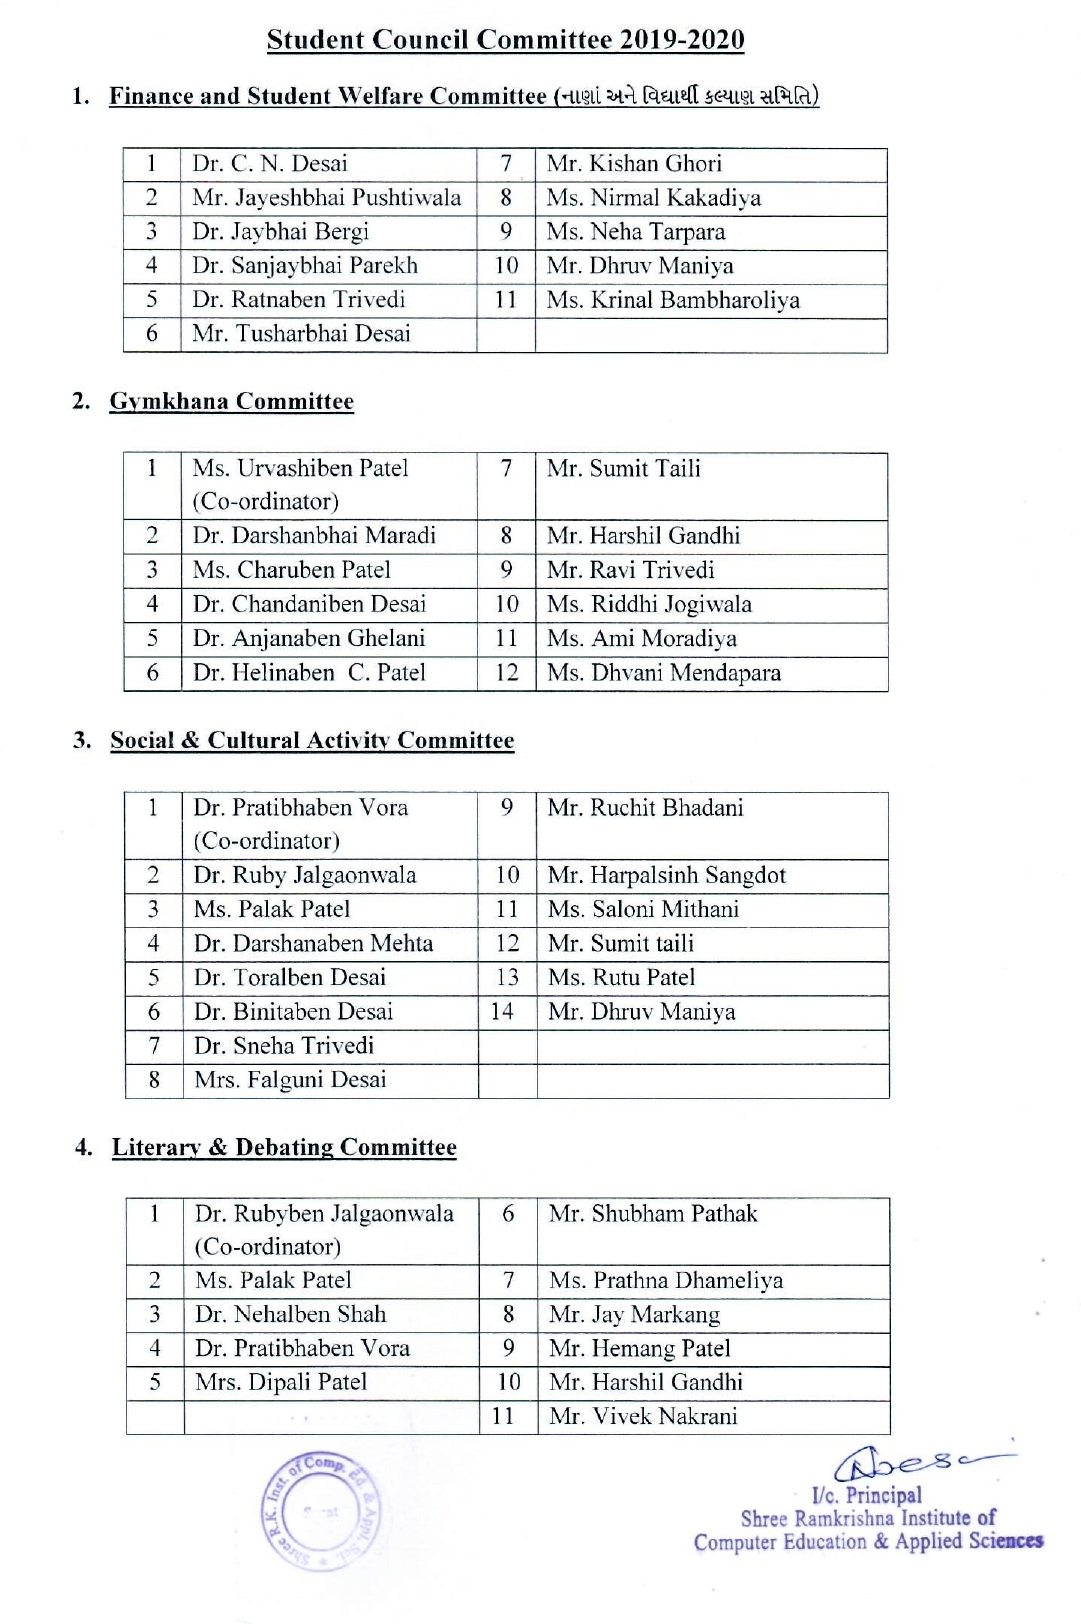 Student Council Committee 2019-2020
1. Finance and Student Welfare Committee (નાણાં અને વિદ્યાર્થી કલ્યાણ સમિતિ)
1 Dr. C. N. Desai 7 Mr. Kishan Ghori
2 Mr. Jayeshbhai Pushtiwala 8 Ms. Nirmal Kakadiya
3 Dr. Jaybhai Bergi 9 Ms. Neha Tarpara
4 Dr. Sanjaybhai Parekh 10 Mr. Dhruv Maniya
5 Dr. Ratnaben Trivedi 11 Ms. Krinal Bambharoliya
6 Mr. Tusharbhai Desai
2. Gymkhana Committee
1 Ms. Urvashiben Patel 7 Mr. Sumit Taili
(Co-ordinator)
2 Dr. Darshanbhai Maradi 8 Mr. Harshil Gandhi
3 Ms. Charuben Patel 9 Mr. Ravi Trivedi
4 Dr. Chandaniben Desai 10 Ms. Riddhi Jogiwala
5 Dr. Anjanaben Ghelani 11 Ms. Ami Moradiya
6 Dr. Helinaben C. Patel 12 Ms. Dhvani Mendapara
3. Social & Cultural Activity Committee
1 Dr. Pratibhaben Vora 9 Mr. Ruchit Bhadani
(Co-ordinator)
2 Dr. Ruby Jalgaonwala 10 Mr. Harpalsinh Sangdot
3 Ms. Palak Patel 11 Ms. Saloni Mithani
4 Dr. Darshanaben Mehta 12 Mr. Sumit taili
5 Dr. Toralben Desai 13 Ms. Rutu Patel
6 Dr. Binitaben Desai 14 Mr. Dhruv Maniya
7 Dr. Sneha Trivedi
8 Mrs. Falguni Desai
4. Literary & Debating Committee
1 Dr. Rubyben Jalgaonwala 6 Mr. Shubham Pathak
(Co-ordinator)
2 Ms. Palak Patel 7 Ms. Prathna Dhameliya
3 Dr. Nehalben Shah 8 Mr. Jay Markang
4 Dr. Pratibhaben Vora 9 Mr. Hemang Patel
5 Mrs. Dipali Patel 10 Mr. Harshil Gandhi
11 Mr. Vivek Nakrani
Shree R.K. Inst. of Comp. Ed. & Appl. Sci.
I/c. Principal
Shree Ramkrishna Institute of
Computer Education & Applied Sciences